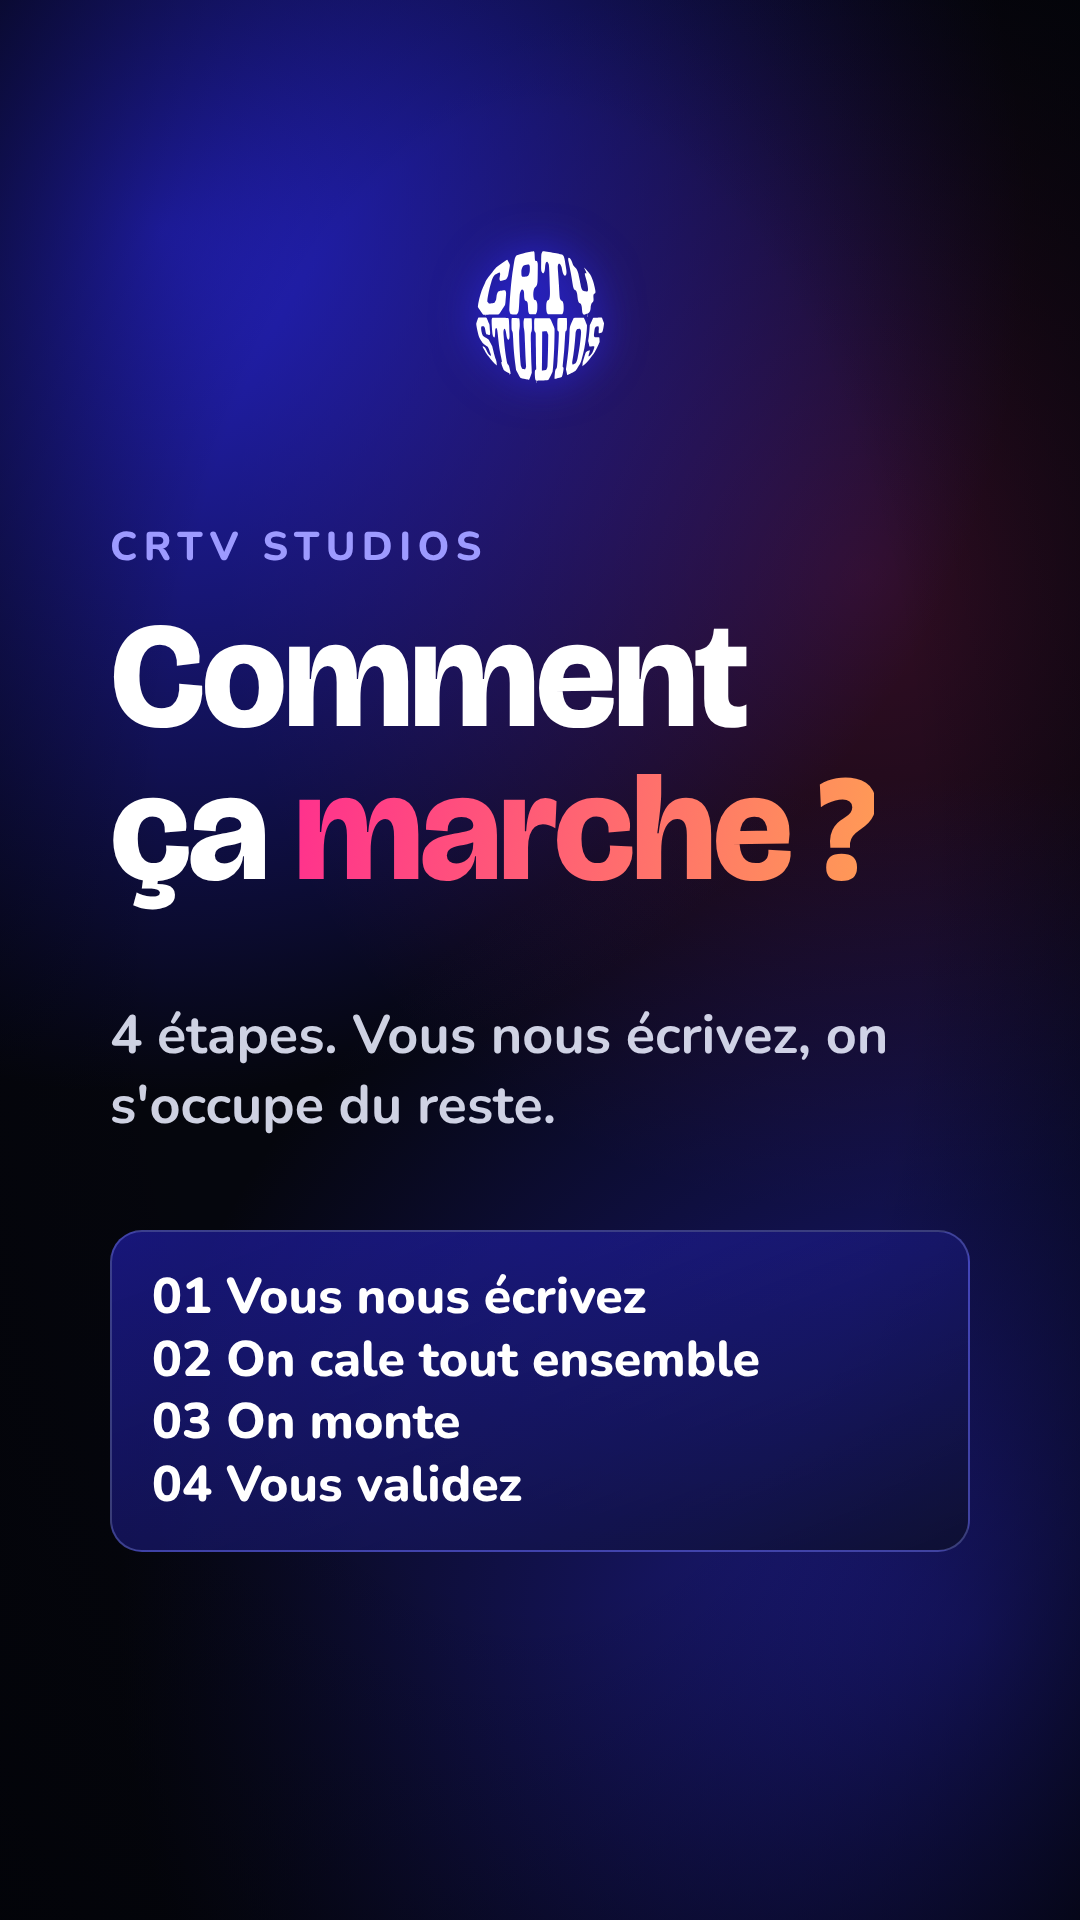 CRTV
STUDIOS
CRTV STUDIOS
Comment
ça marche ?
4 étapes. Vous nous écrivez, on
s'occupe du reste.
01 Vous nous écrivez
02 On cale tout ensemble
03 On monte
04 Vous validez